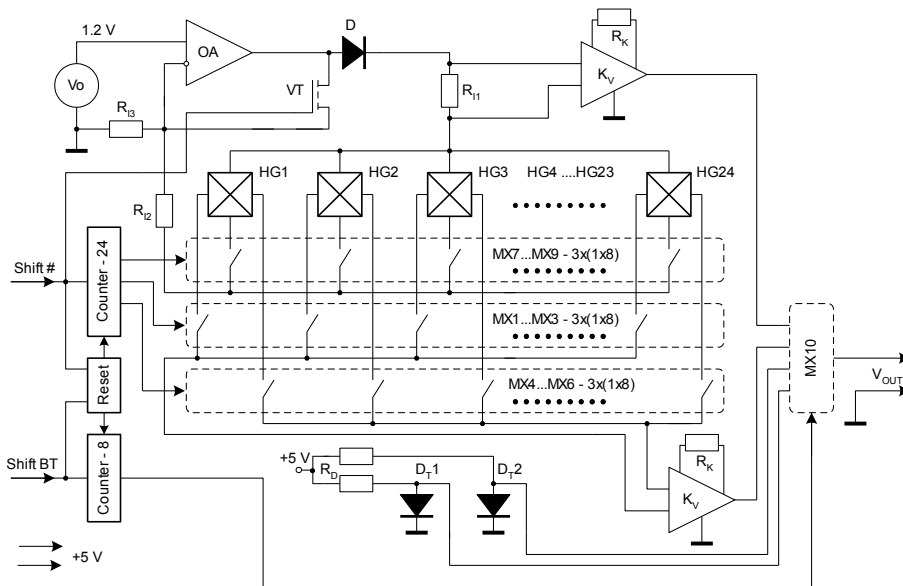 1.2 V
OA
D
R_K
K_V
Vo
VT
R_I1
R_I3
HG1
HG2
HG3
HG4 ....HG23
HG24
R_I2
MX7...MX9 - 3x(1x8)
Shift #
Counter - 24
MX1...MX3 - 3x(1x8)
MX10
V_OUT
Reset
MX4...MX6 - 3x(1x8)
Shift BT
Counter - 8
+5 V
R_D
D_T1
D_T2
R_K
K_V
+5 V